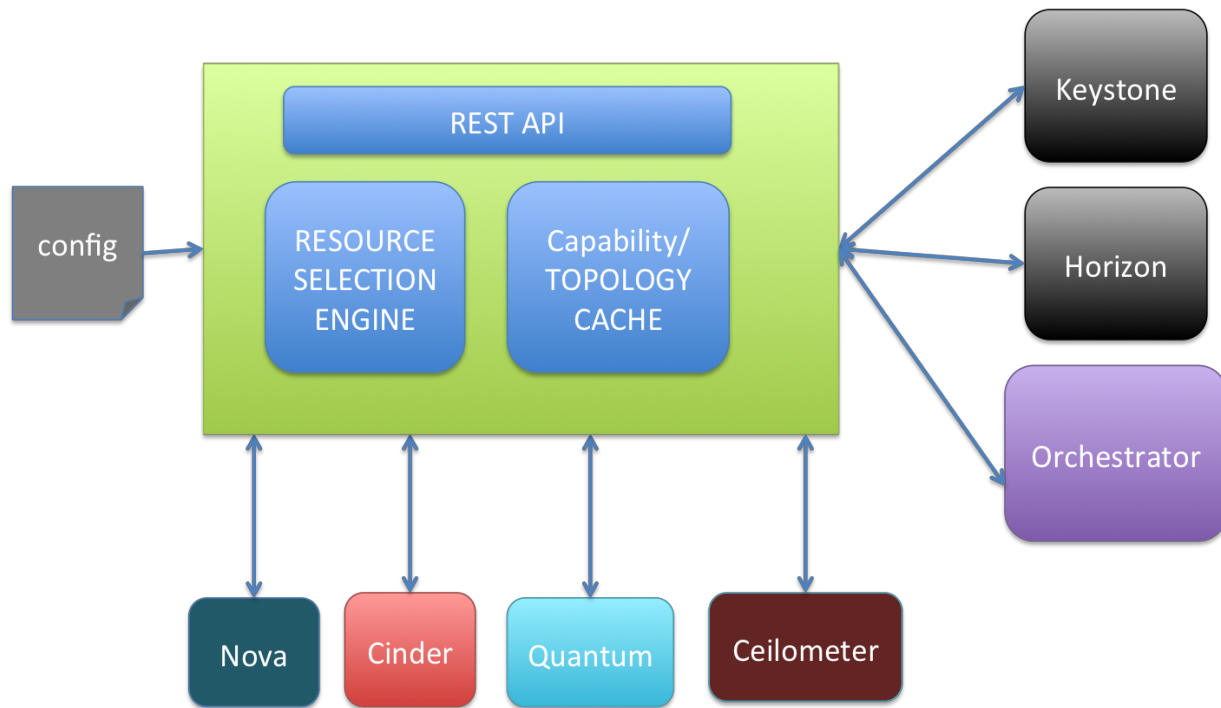 Keystone
REST API
config
RESOURCE
SELECTION
ENGINE
Capability/
TOPOLOGY
CACHE
Horizon
Orchestrator
Nova
Cinder
Quantum
Ceilometer